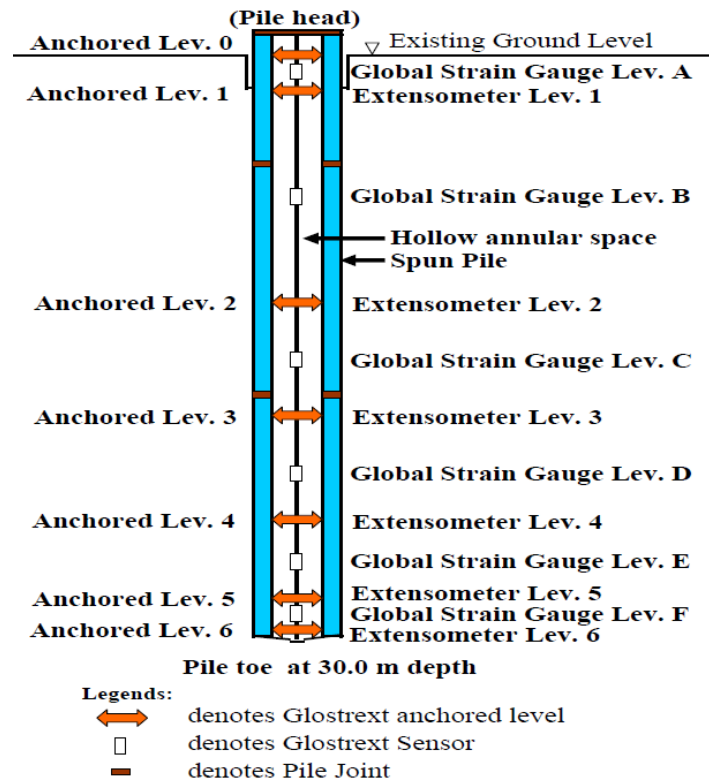 (Pile head)
Anchored Lev. 0
Existing Ground Level
Global Strain Gauge Lev. A
Anchored Lev. 1
Extensometer Lev. 1
Global Strain Gauge Lev. B
Hollow annular space
Spun Pile
Anchored Lev. 2
Extensometer Lev. 2
Global Strain Gauge Lev. C
Anchored Lev. 3
Extensometer Lev. 3
Global Strain Gauge Lev. D
Anchored Lev. 4
Extensometer Lev. 4
Global Strain Gauge Lev. E
Anchored Lev. 5
Extensometer Lev. 5
Global Strain Gauge Lev. F
Anchored Lev. 6
Extensometer Lev. 6
Pile toe at 30.0 m depth
Legends:
denotes Glostrext anchored level
denotes Glostrext Sensor
denotes Pile Joint